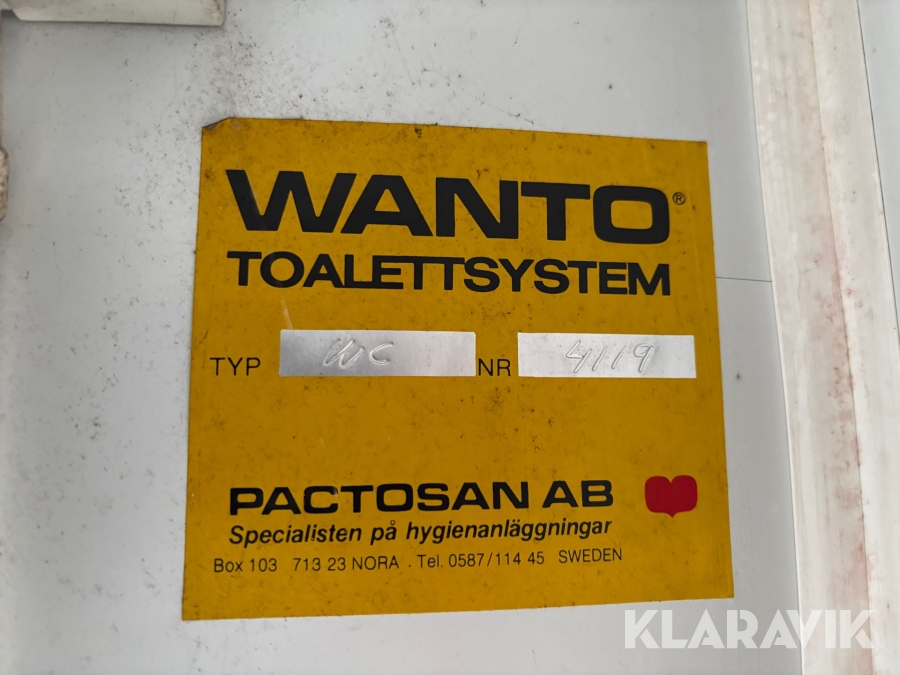 WANTO®
TOALETTSYSTEM
TYP WC NR 4119
PACTOSAN AB
Specialisten på hygienanläggningar
Box 103 713 23 NORA . Tel. 0587/114 45 SWEDEN
KLARAVIK